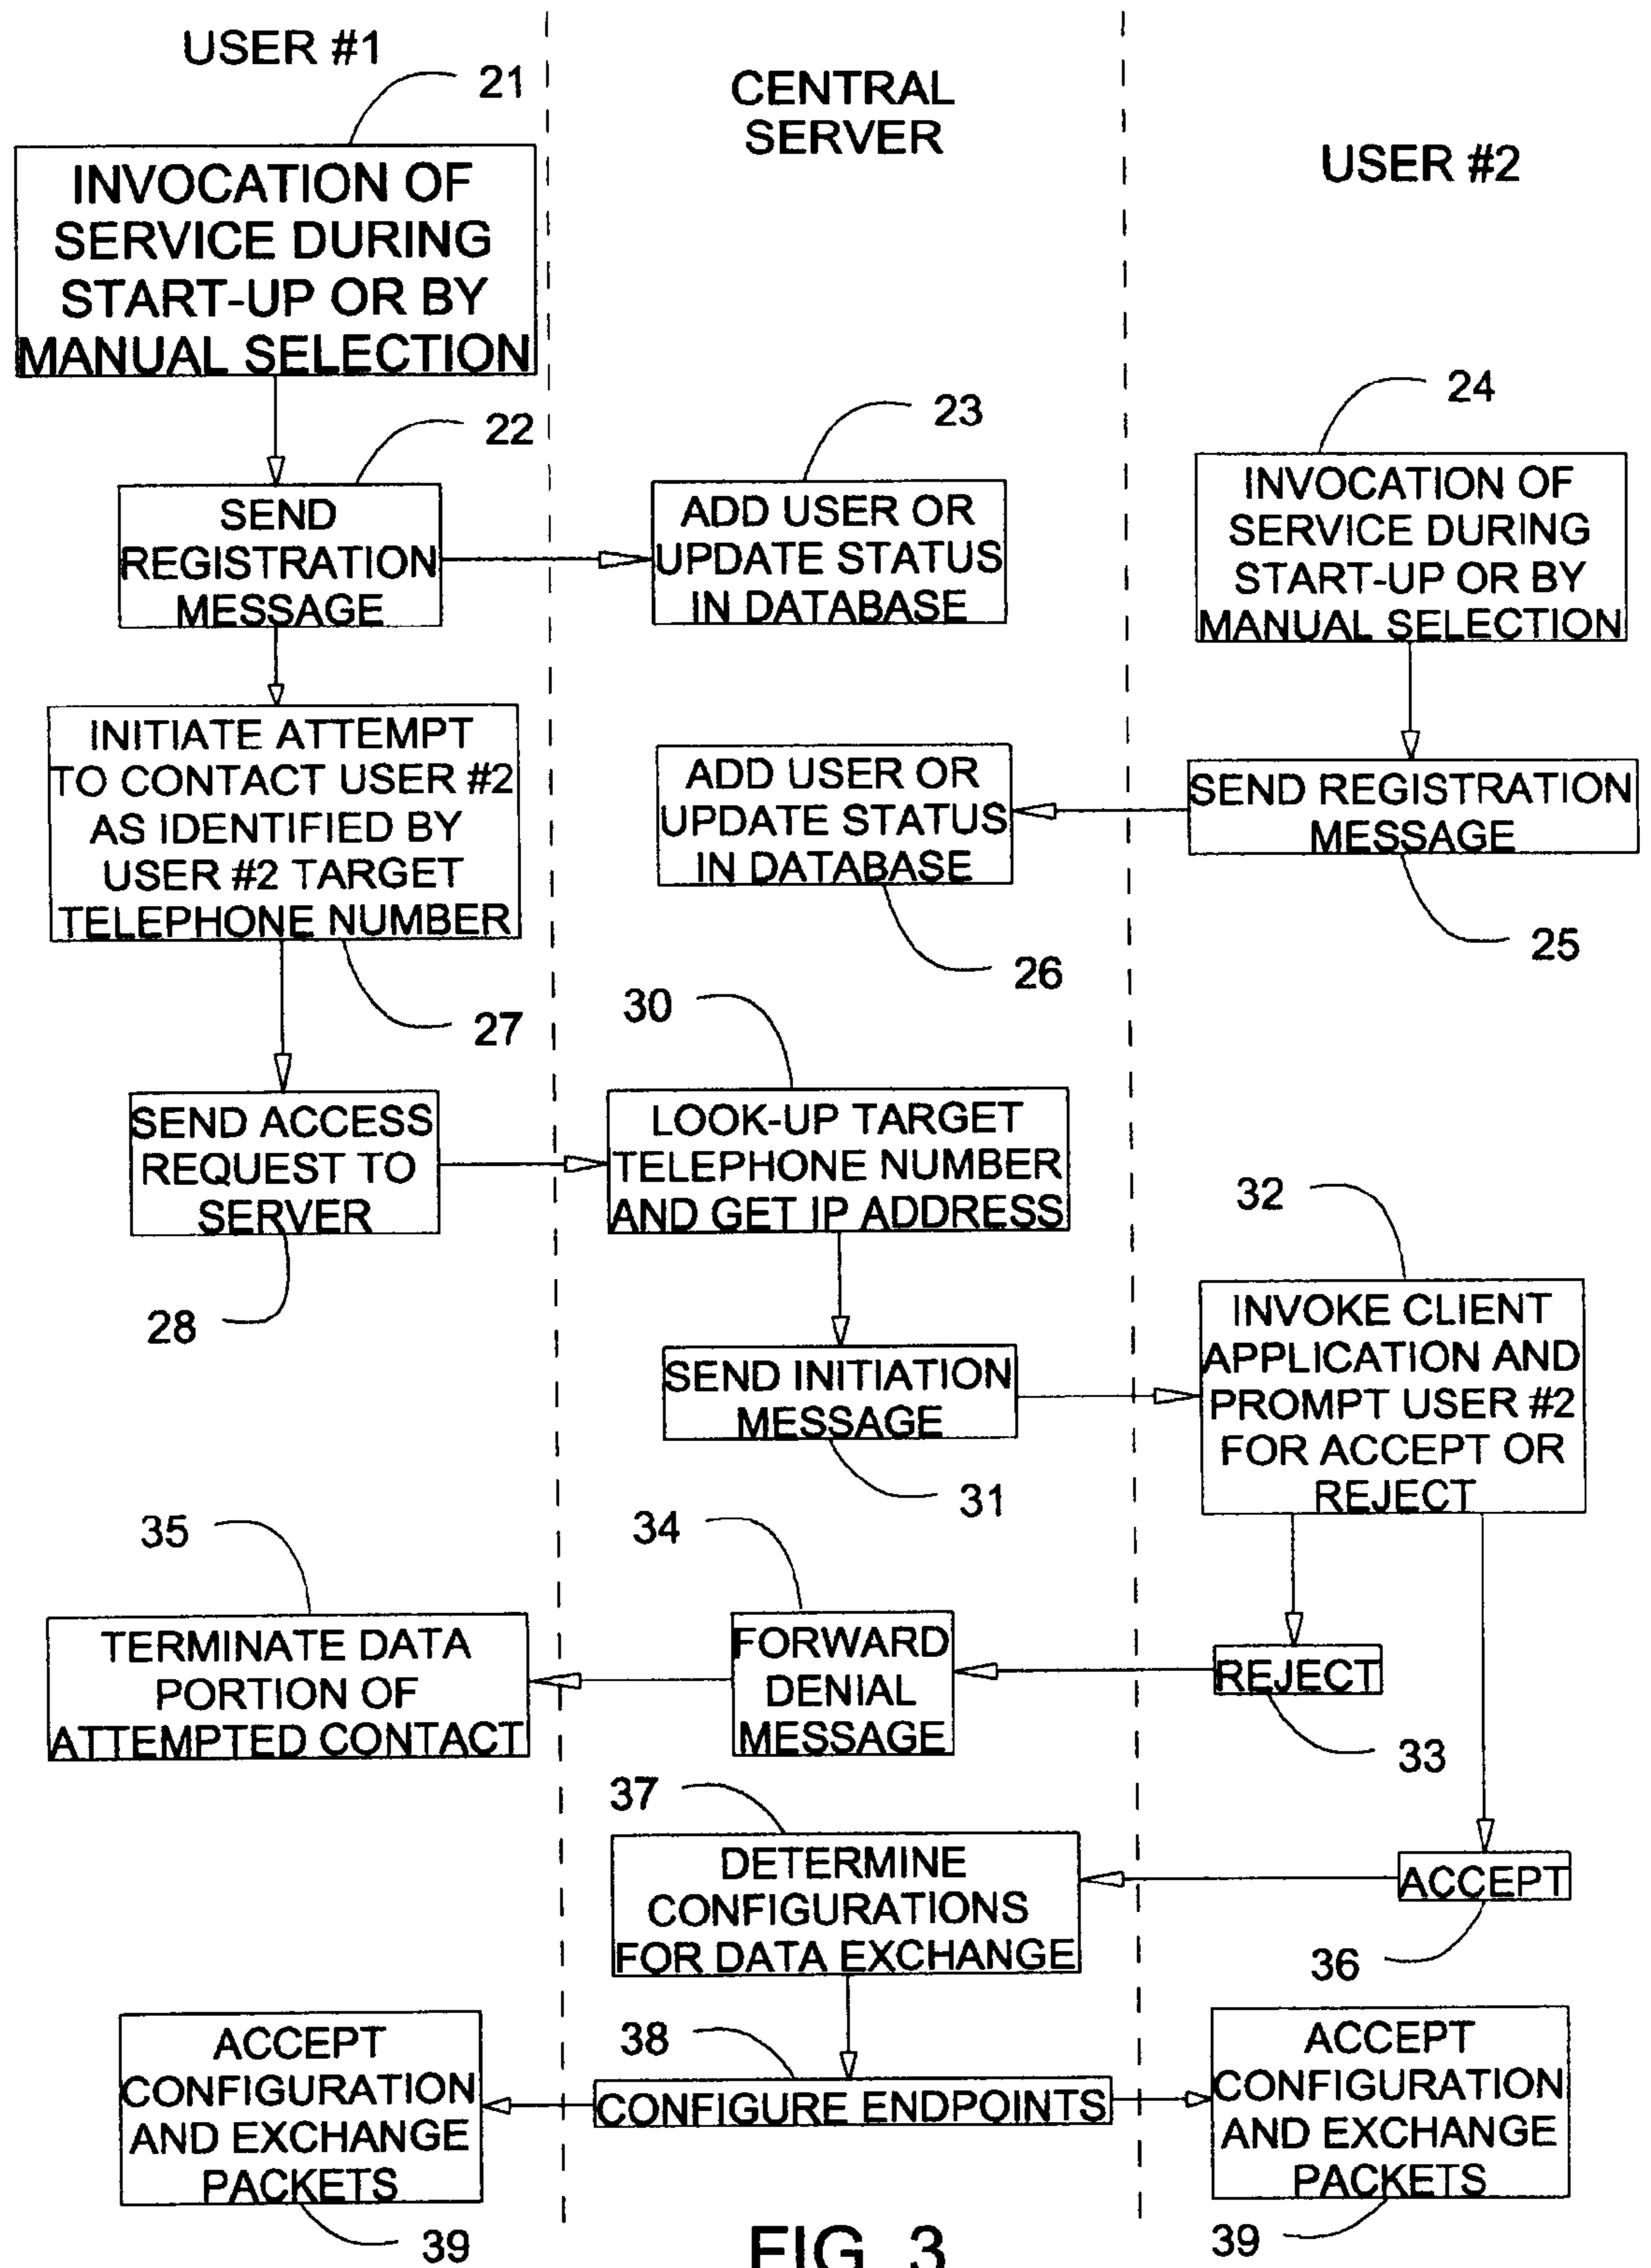 USER #1
21
CENTRAL
SERVER
USER #2
INVOCATION OF
SERVICE DURING
START-UP OR BY
MANUAL SELECTION
24
23
22
SEND
REGISTRATION
MESSAGE
ADD USER OR
UPDATE STATUS
IN DATABASE
INVOCATION OF
SERVICE DURING
START-UP OR BY
MANUAL SELECTION
INITIATE ATTEMPT
TO CONTACT USER #2
AS IDENTIFIED BY
USER #2 TARGET
TELEPHONE NUMBER
ADD USER OR
UPDATE STATUS
IN DATABASE
SEND REGISTRATION
MESSAGE
25
26
27
30
SEND ACCESS
REQUEST TO
SERVER
LOOK-UP TARGET
TELEPHONE NUMBER
AND GET IP ADDRESS
32
28
SEND INITIATION
MESSAGE
INVOKE CLIENT
APPLICATION AND
PROMPT USER #2
FOR ACCEPT OR
REJECT
31
35
34
TERMINATE DATA
PORTION OF
ATTEMPTED CONTACT
FORWARD
DENIAL
MESSAGE
REJECT
33
37
DETERMINE
CONFIGURATIONS
FOR DATA EXCHANGE
ACCEPT
36
38
ACCEPT
CONFIGURATION
AND EXCHANGE
PACKETS
CONFIGURE ENDPOINTS
ACCEPT
CONFIGURATION
AND EXCHANGE
PACKETS
39
39
FIG. 3